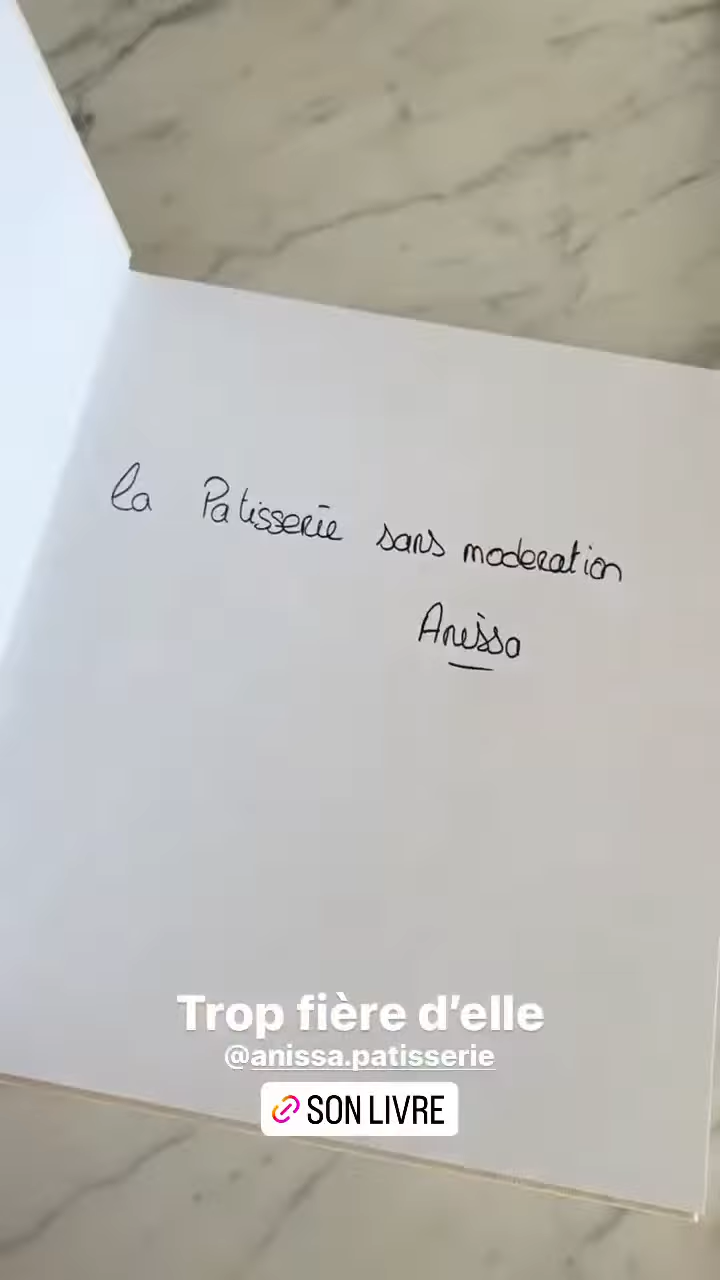 la Patisserie sans moderation
Anissa
Trop fière d'elle
@anissa.patisserie
SON LIVRE